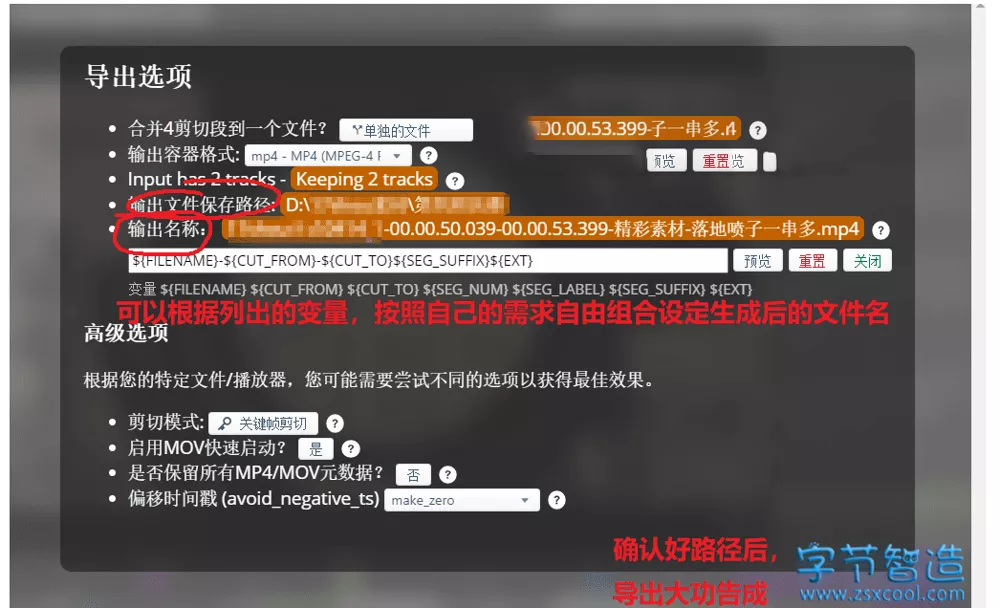 导出选项
合并4剪切段到一个文件? 单独的文件 00.00.53.399-子一串多.
输出容器格式: mp4 - MP4 (MPEG-4 F 预览 重置览
Input has 2 tracks - Keeping 2 tracks
输出文件保存路径: D:\
输出名称: -00.00.50.039-00.00.53.399-精彩素材-落地喷子一串多.mp4
${FILENAME}-${CUT_FROM}-${CUT_TO}${SEG_SUFFIX}${EXT} 预览 重置 关闭
变量 ${FILENAME} ${CUT_FROM} ${CUT_TO} ${SEG_NUM} ${SEG_LABEL} ${SEG_SUFFIX} ${EXT}
可以根据列出的变量，按照自己的需求自由组合设定生成后的文件名
高级选项
根据您的特定文件/播放器，您可能需要尝试不同的选项以获得最佳效果。
剪切模式: 关键帧剪切
启用MOV快速启动? 是
是否保留所有MP4/MOV元数据? 否
偏移时间戳 (avoid_negative_ts) make_zero
确认好路径后，
导出大功告成
字节智造
www.zsxcool.com